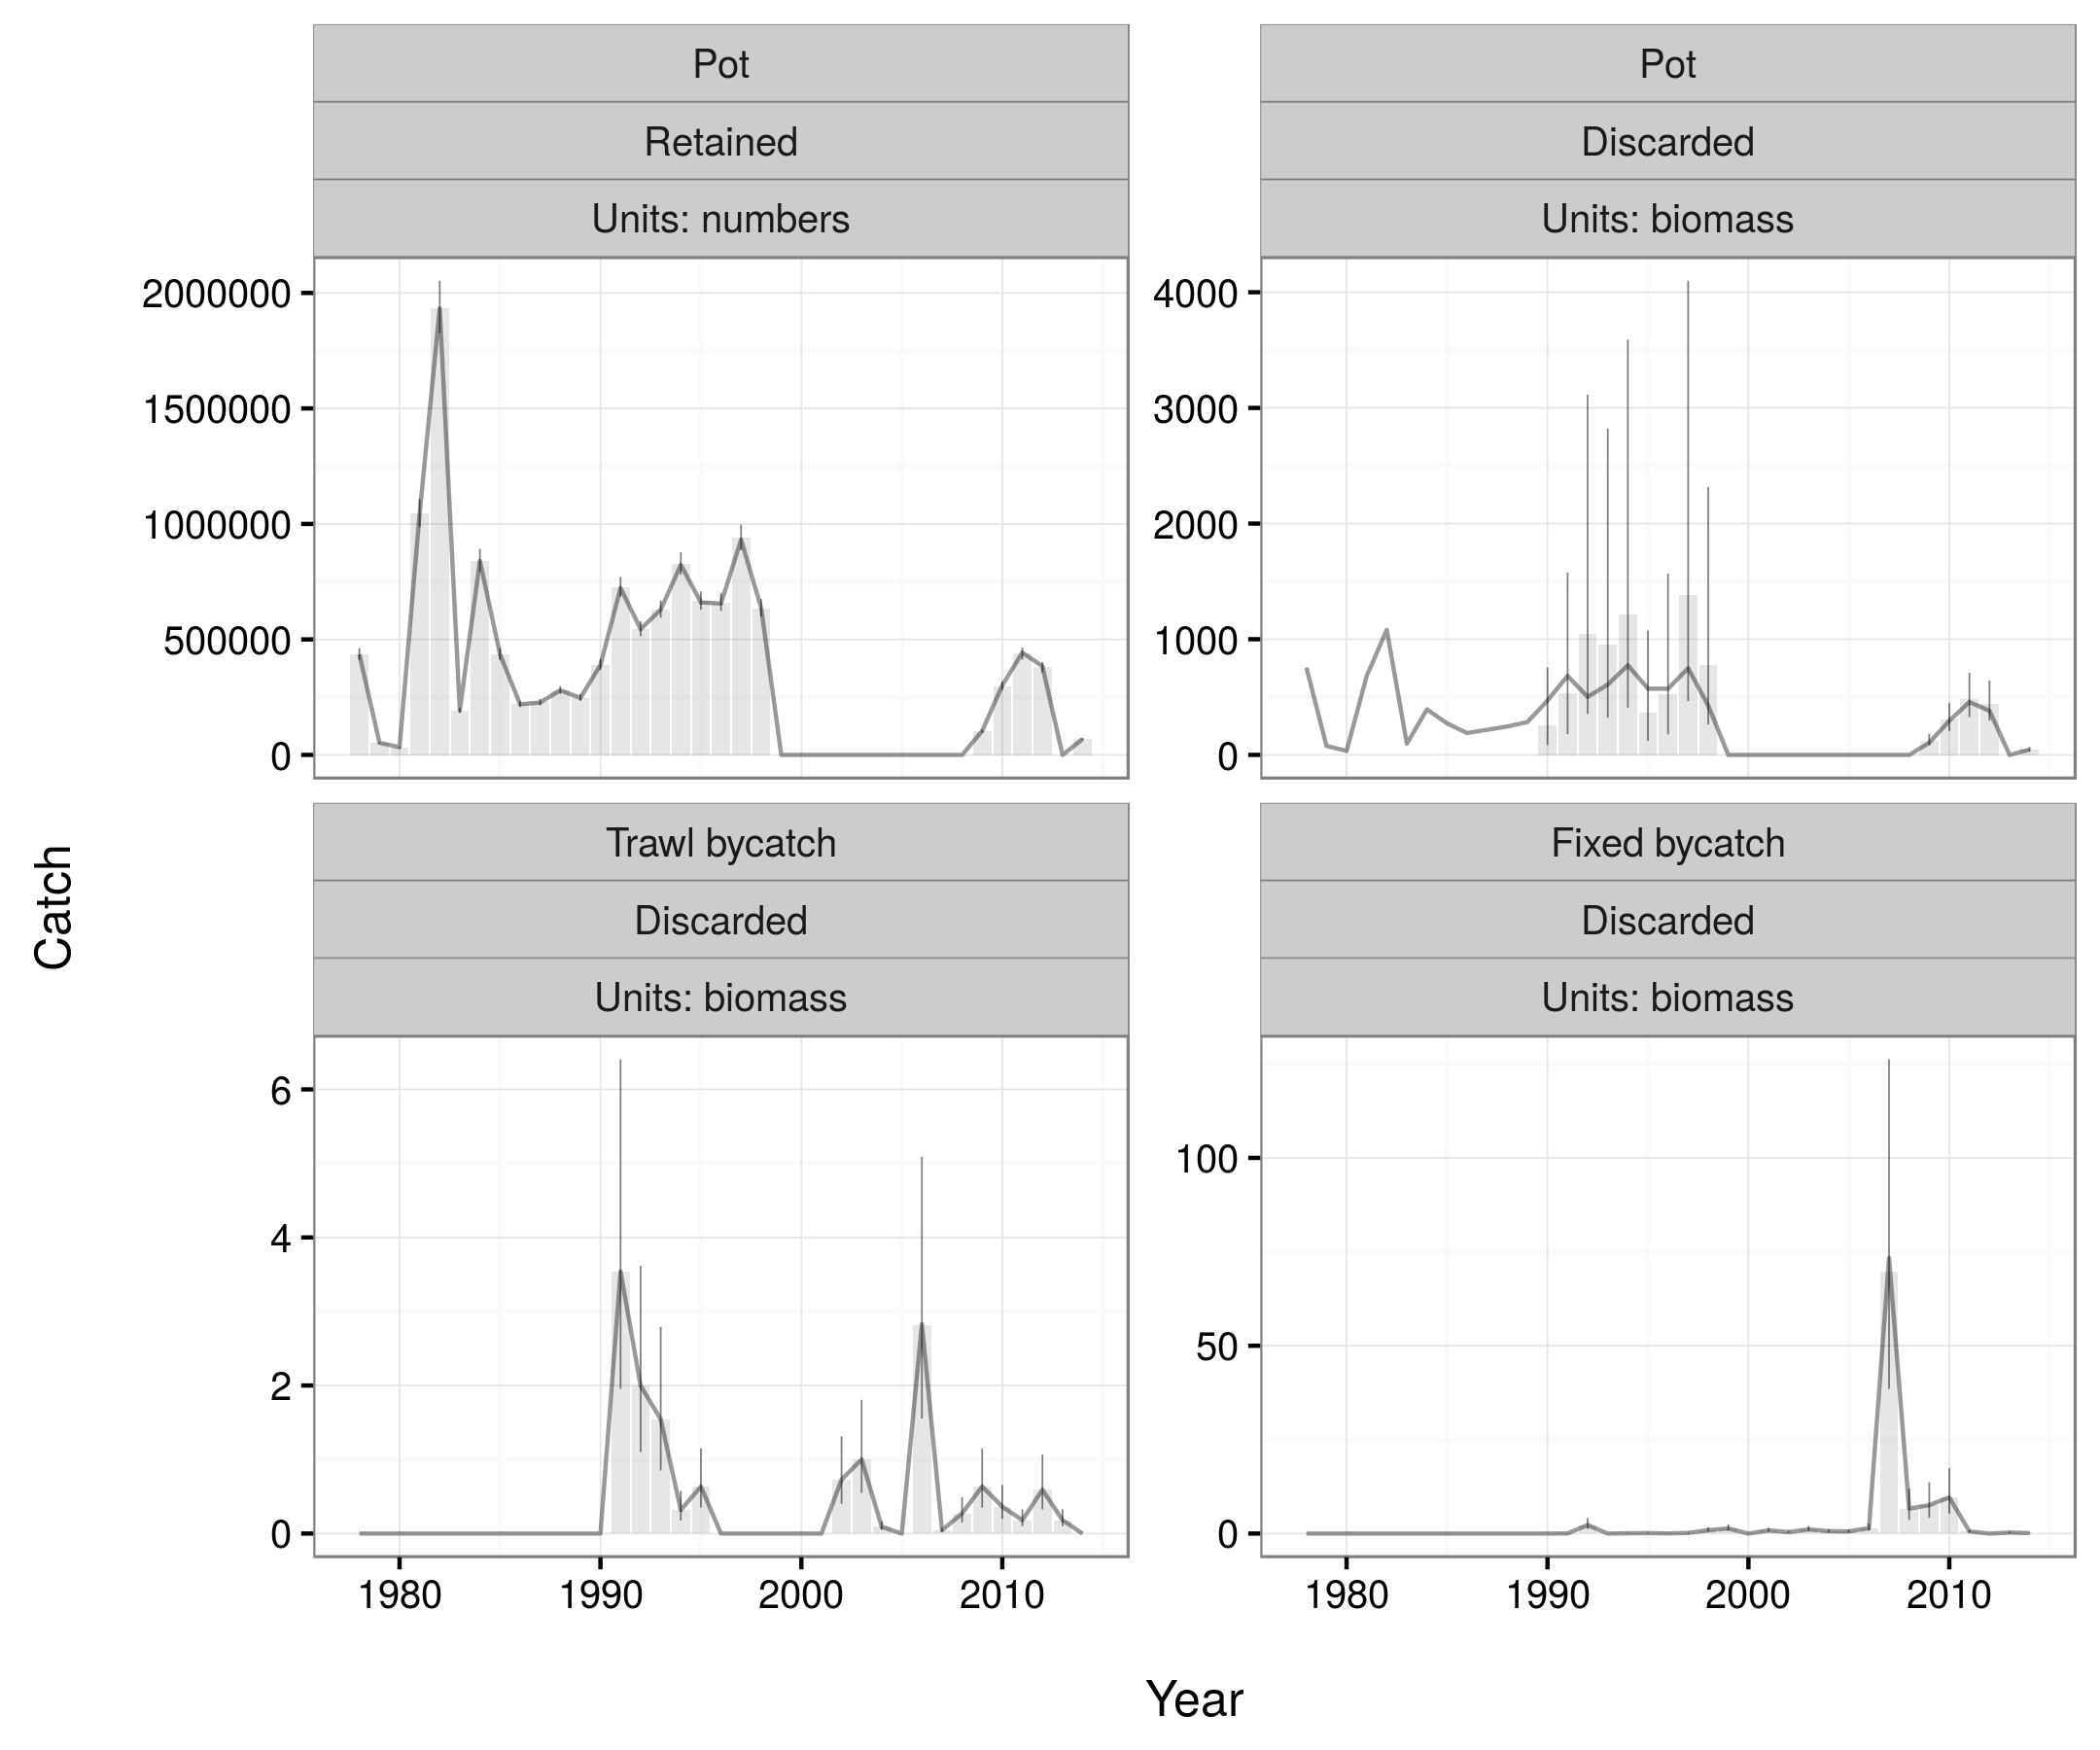 Pot
Retained
Units: numbers
2000000
1500000
1000000
500000
0
Pot
Discarded
Units: biomass
4000
3000
2000
1000
0
Catch
Trawl bycatch
Discarded
Units: biomass
6
4
2
0
1980 1990 2000 2010
Fixed bycatch
Discarded
Units: biomass
100
50
0
1980 1990 2000 2010
Year